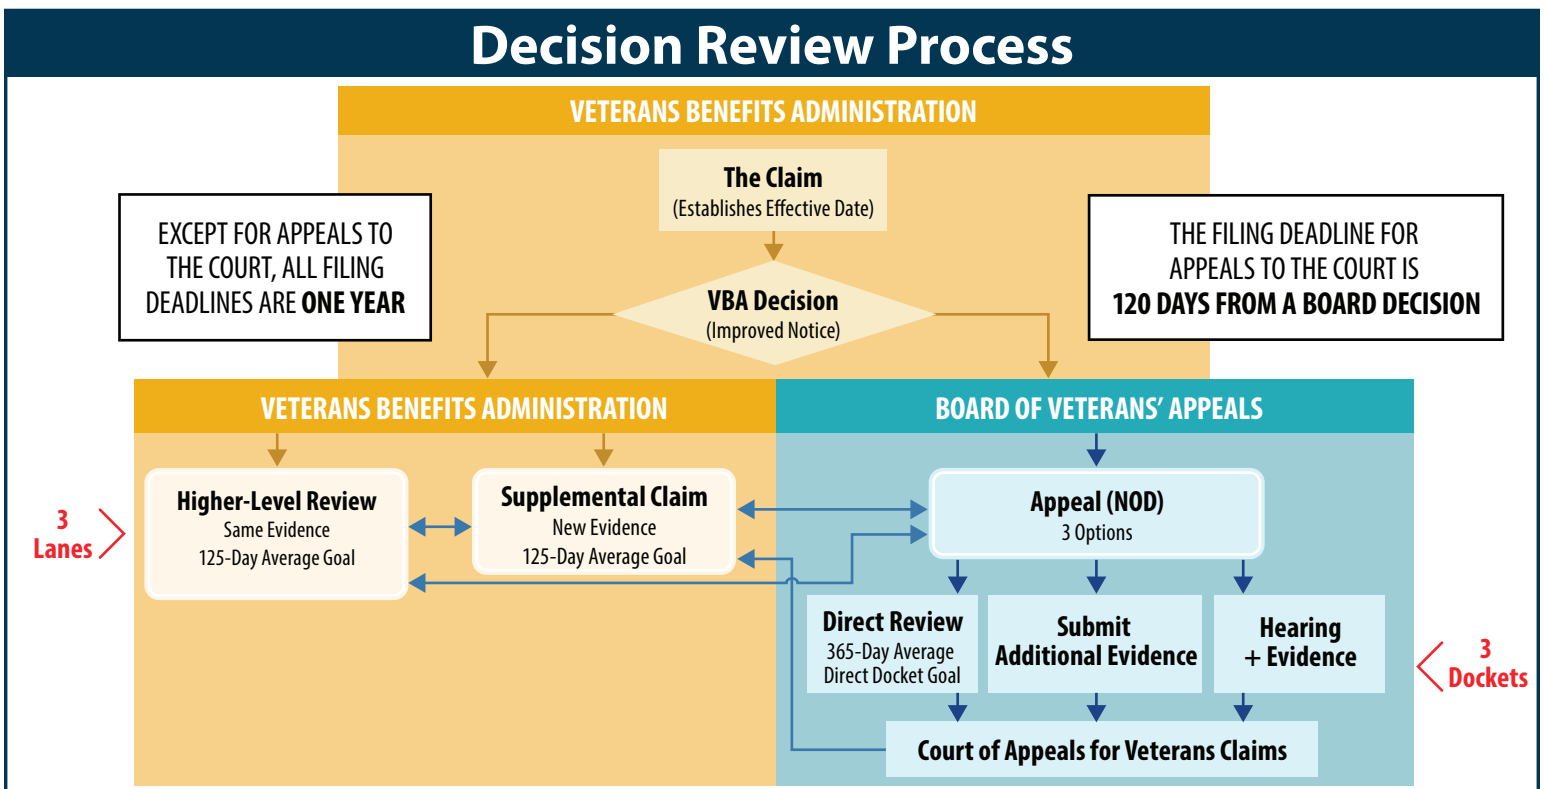 Decision Review Process
VETERANS BENEFITS ADMINISTRATION
The Claim
(Establishes Effective Date)
EXCEPT FOR APPEALS TO
THE COURT, ALL FILING
DEADLINES ARE ONE YEAR
THE FILING DEADLINE FOR
APPEALS TO THE COURT IS
120 DAYS FROM A BOARD DECISION
VBA Decision
(Improved Notice)
VETERANS BENEFITS ADMINISTRATION
BOARD OF VETERANS’ APPEALS
3
Lanes
Higher-Level Review
Same Evidence
125-Day Average Goal
Supplemental Claim
New Evidence
125-Day Average Goal
Appeal (NOD)
3 Options
Direct Review
365-Day Average
Direct Docket Goal
Submit
Additional Evidence
Hearing
+ Evidence
3
Dockets
Court of Appeals for Veterans Claims